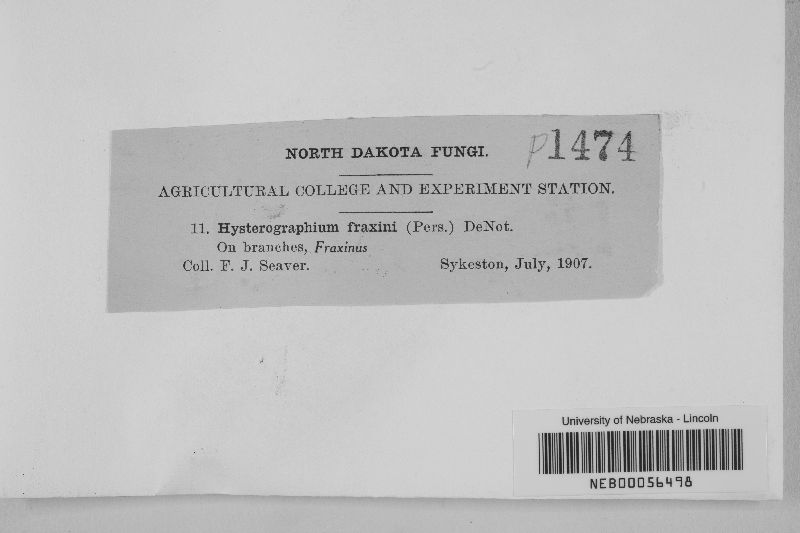 NORTH DAKOTA FUNGI. p1474
AGRICULTURAL COLLEGE AND EXPERIMENT STATION.
11. Hysterographium fraxini (Pers.) DeNot.
On branches, Fraxinus
Coll. F. J. Seaver. Sykeston, July, 1907.
University of Nebraska - Lincoln
NEB00056498